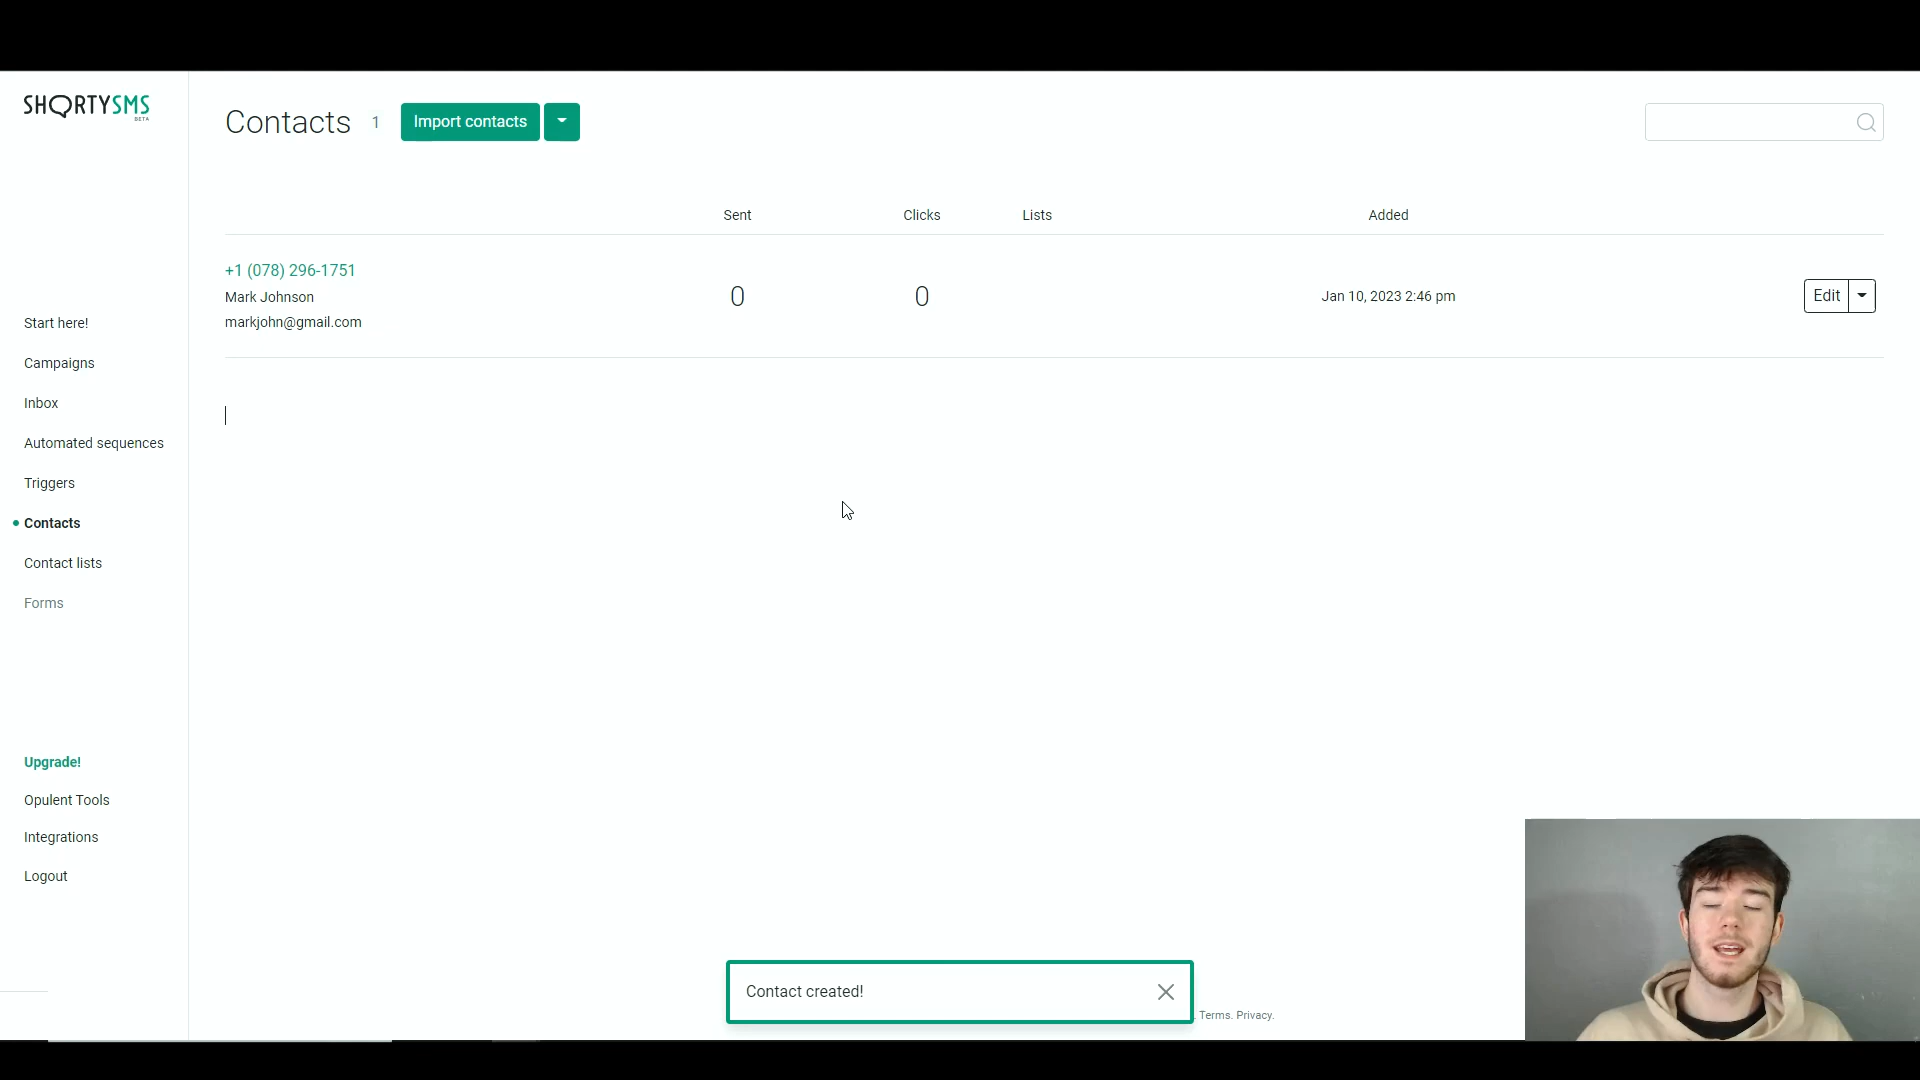 SHORTYSMS
BETA
Contacts 1 Import contacts
Sent Clicks Lists Added
+1 (078) 296-1751
Mark Johnson
markjohn@gmail.com
0 0 Jan 10, 2023 2:46 pm Edit
Start here!
Campaigns
Inbox
Automated sequences
Triggers
Contacts
Contact lists
Forms
Upgrade!
Opulent Tools
Integrations
Logout
Contact created!
. Terms. Privacy.